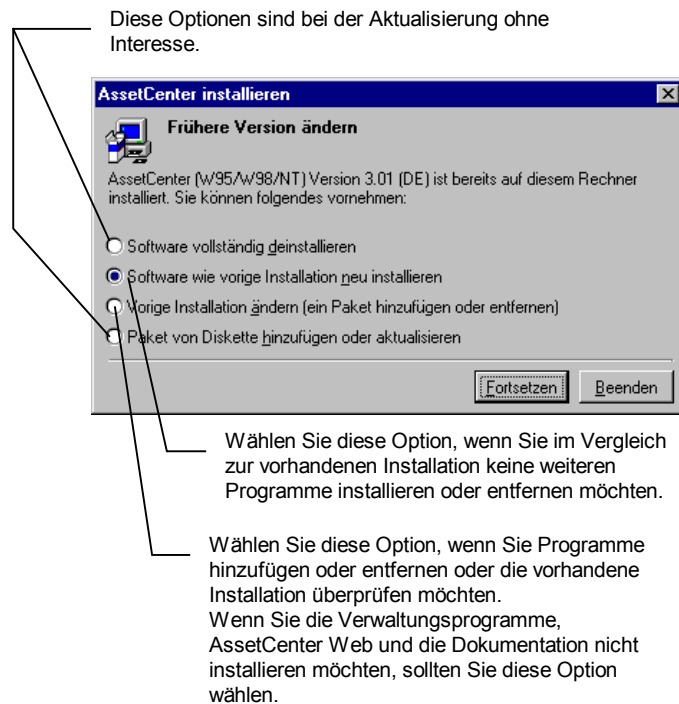 Diese Optionen sind bei der Aktualisierung ohne
Interesse.
AssetCenter installieren
Frühere Version ändern
AssetCenter (W95/W98/NT) Version 3.01 (DE) ist bereits auf diesem Rechner
installiert. Sie können folgendes vornehmen:
Software vollständig deinstallieren
Software wie vorige Installation neu installieren
Vorige Installation ändern (ein Paket hinzufügen oder entfernen)
Paket von Diskette hinzufügen oder aktualisieren
Fortsetzen Beenden
Wählen Sie diese Option, wenn Sie im Vergleich
zur vorhandenen Installation keine weiteren
Programme installieren oder entfernen möchten.
Wählen Sie diese Option, wenn Sie Programme
hinzufügen oder entfernen oder die vorhandene
Installation überprüfen möchten.
Wenn Sie die Verwaltungsprogramme,
AssetCenter Web und die Dokumentation nicht
installieren möchten, sollten Sie diese Option
wählen.